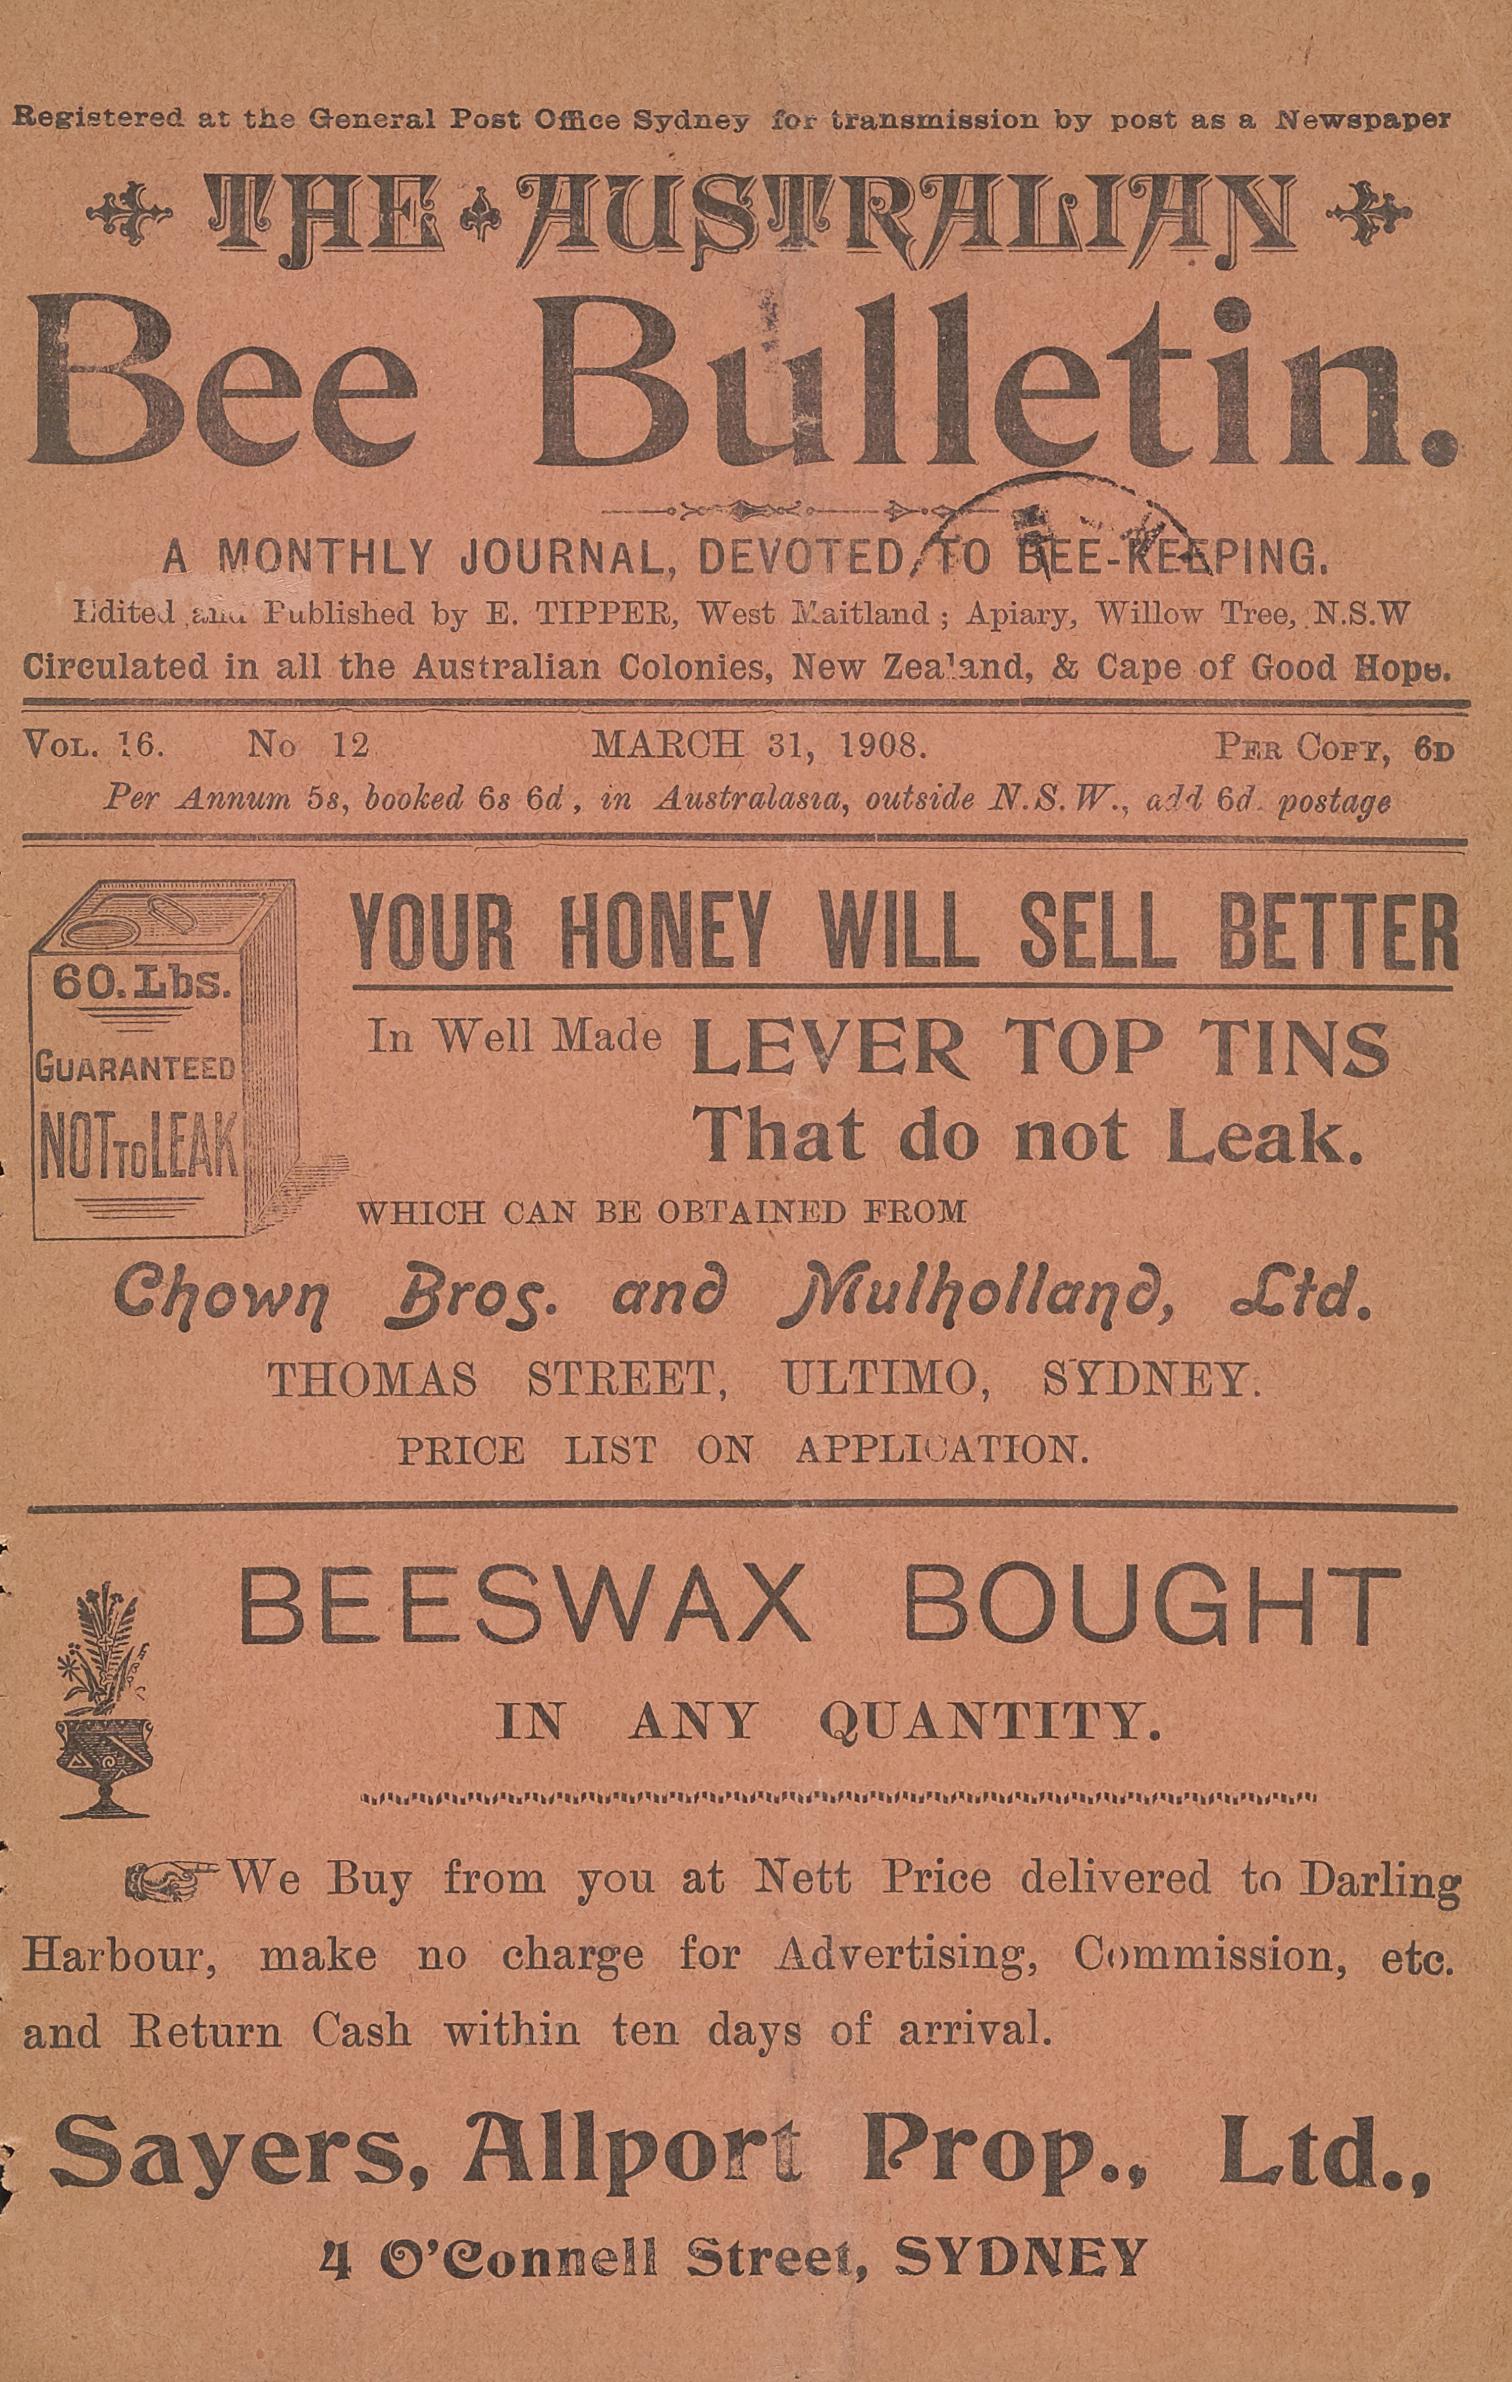 Registered at the General Post Office Sydney for transmission by post as a Newspaper
THE AUSTRALIAN
Bee Bulletin.
A MONTHLY JOURNAL, DEVOTED TO BEE-KEEPING.
Edited and Published by E. TIPPER, West Maitland ; Apiary, Willow Tree, N.S.W
Circulated in all the Australian Colonies, New Zealand, & Cape of Good Hope.
VOL. 16. No 12 MARCH 31, 1908. PER COPY, 6D
Per Annum 5s, booked 6s 6d, in Australasia, outside N.S.W., add 6d. postage
60. Lbs.
GUARANTEED
NOT TO LEAK
YOUR HONEY WILL SELL BETTER
In Well Made LEVER TOP TINS
That do not Leak.
WHICH CAN BE OBTAINED FROM
Chown Bros. and Mulholland, Ltd.
THOMAS STREET, ULTIMO, SYDNEY.
PRICE LIST ON APPLICATION.
BEESWAX BOUGHT
IN ANY QUANTITY.
We Buy from you at Nett Price delivered to Darling
Harbour, make no charge for Advertising, Commission, etc.
and Return Cash within ten days of arrival.
Sayers, Allport Prop., Ltd.,
4 O'Connell Street, SYDNEY